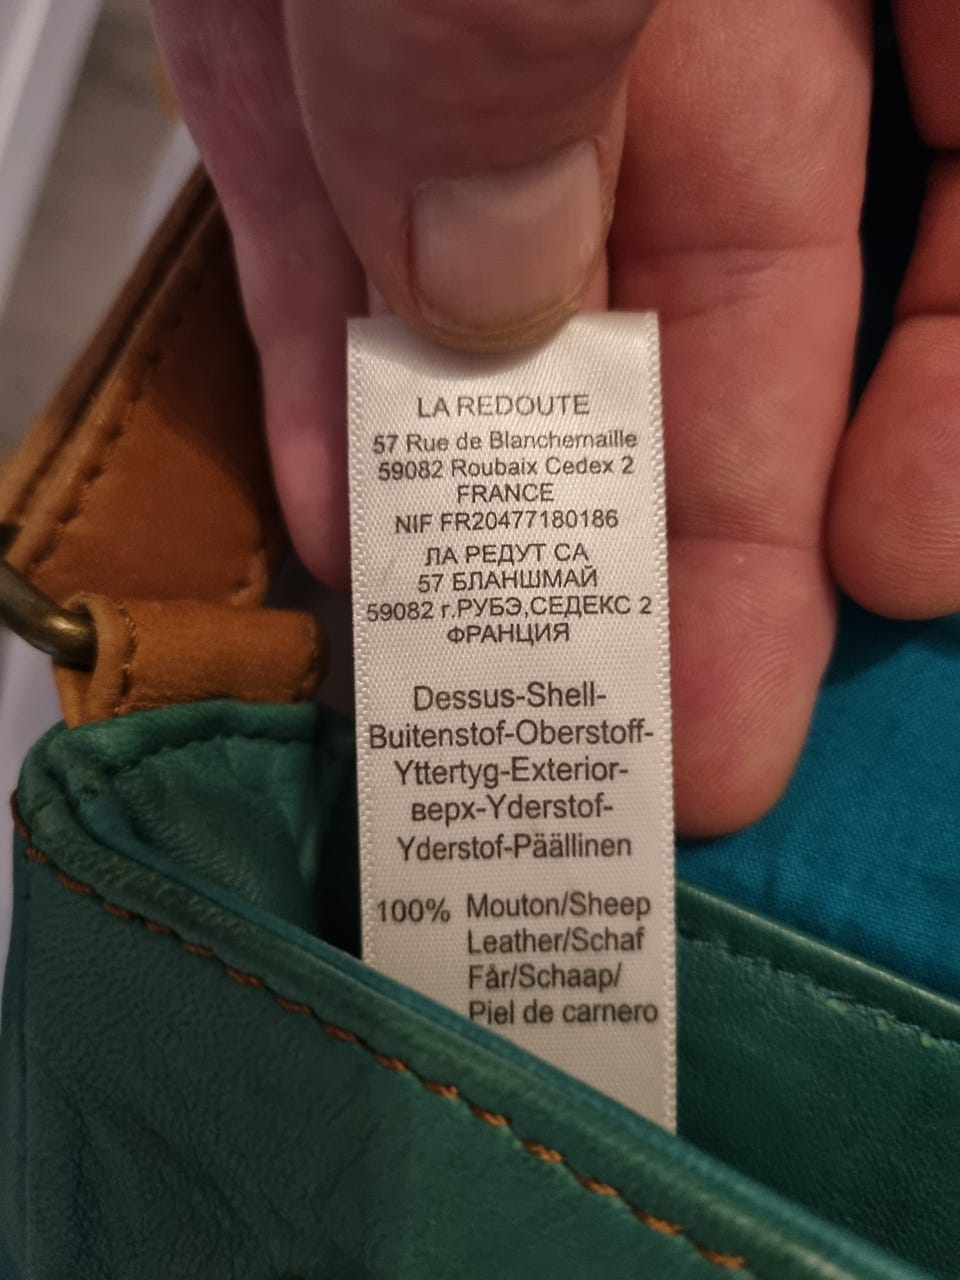 LA REDOUTE
57 Rue de Blanchemaille
59082 Roubaix Cedex 2
FRANCE
NIF FR20477180186
ЛА РЕДУТ СА
57 БЛАНШМАЙ
59082 г.РУБЭ,СЕДЕКС 2
ФРАНЦИЯ
Dessus-Shell-
Buitenstof-Oberstoff-
Yttertyg-Exterior-
верх-Yderstof-
Yderstof-Päällinen
100% Mouton/Sheep
Leather/Schaf
Får/Schaap/
Piel de carnero